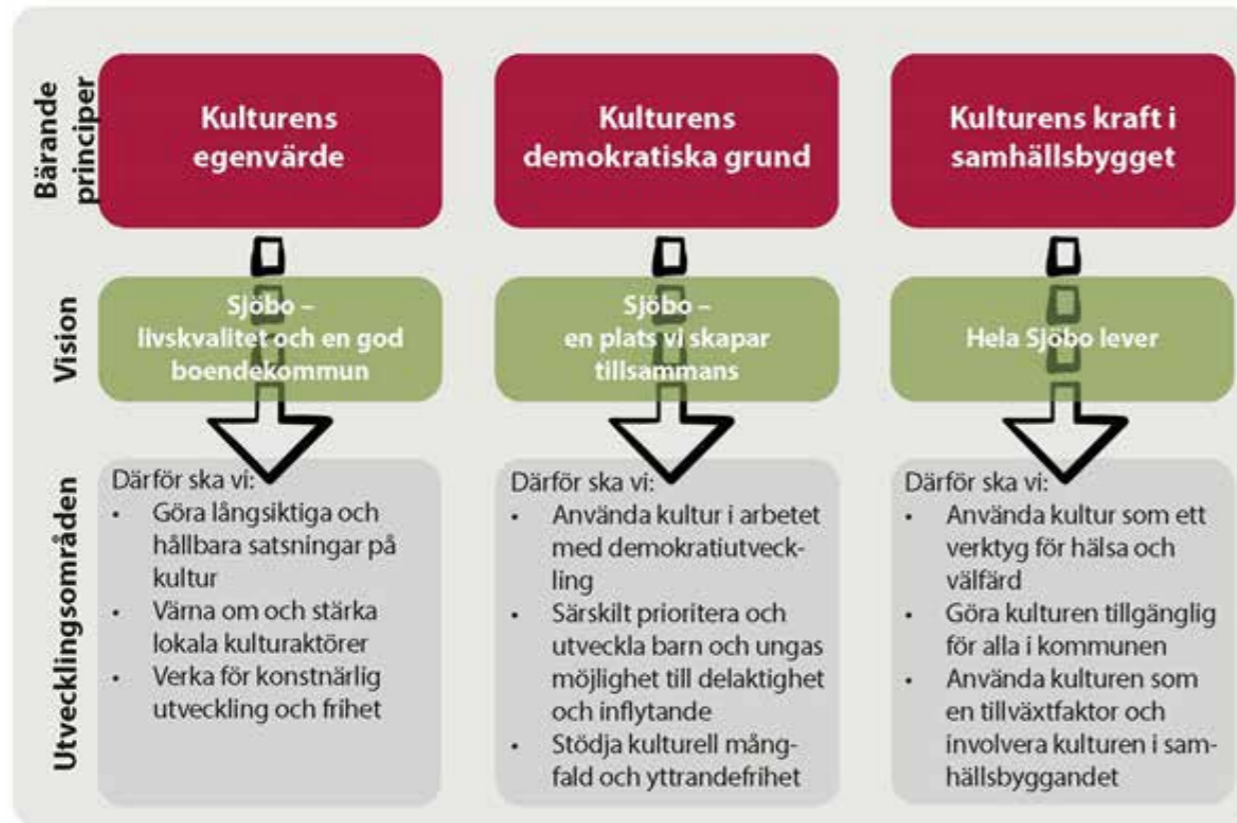 Bärande
principer
Kulturens
egenvärde
Kulturens
demokratiska grund
Kulturens kraft i
samhällsbygget
Vision
Sjöbo –
livskvalitet och en god
boendekommun
Sjöbo –
en plats vi skapar
tillsammans
Hela Sjöbo lever
Utvecklingsområden
Därför ska vi:
• Göra långsiktiga och
hållbara satsningar på
kultur
• Värna om och stärka
lokala kulturaktörer
• Verka för konstnärlig
utveckling och frihet
Därför ska vi:
• Använda kultur i arbetet
med demokratiutveck-
ling
• Särskilt prioritera och
utveckla barn och ungas
möjlighet till delaktighet
och inflytande
• Stödja kulturell mång-
fald och yttrandefrihet
Därför ska vi:
• Använda kultur som ett
verktyg för hälsa och
välfärd
• Göra kulturen tillgänglig
för alla i kommunen
• Använda kulturen som
en tillväxtfaktor och
involvera kulturen i sam-
hällsbyggandet